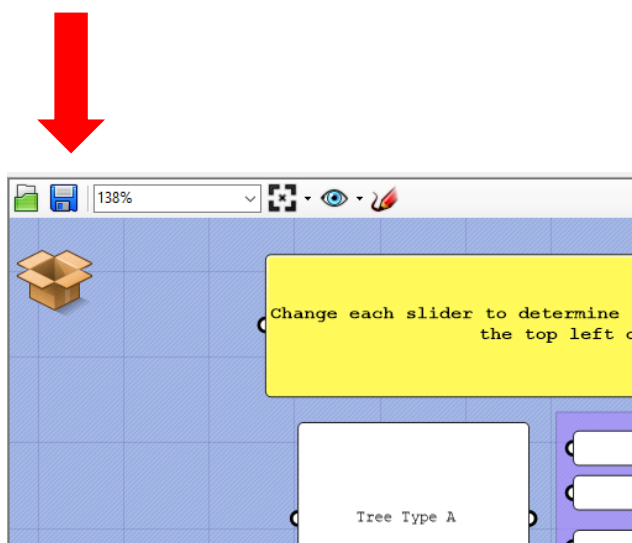 138%
Change each slider to determine
the top left
Tree Type A